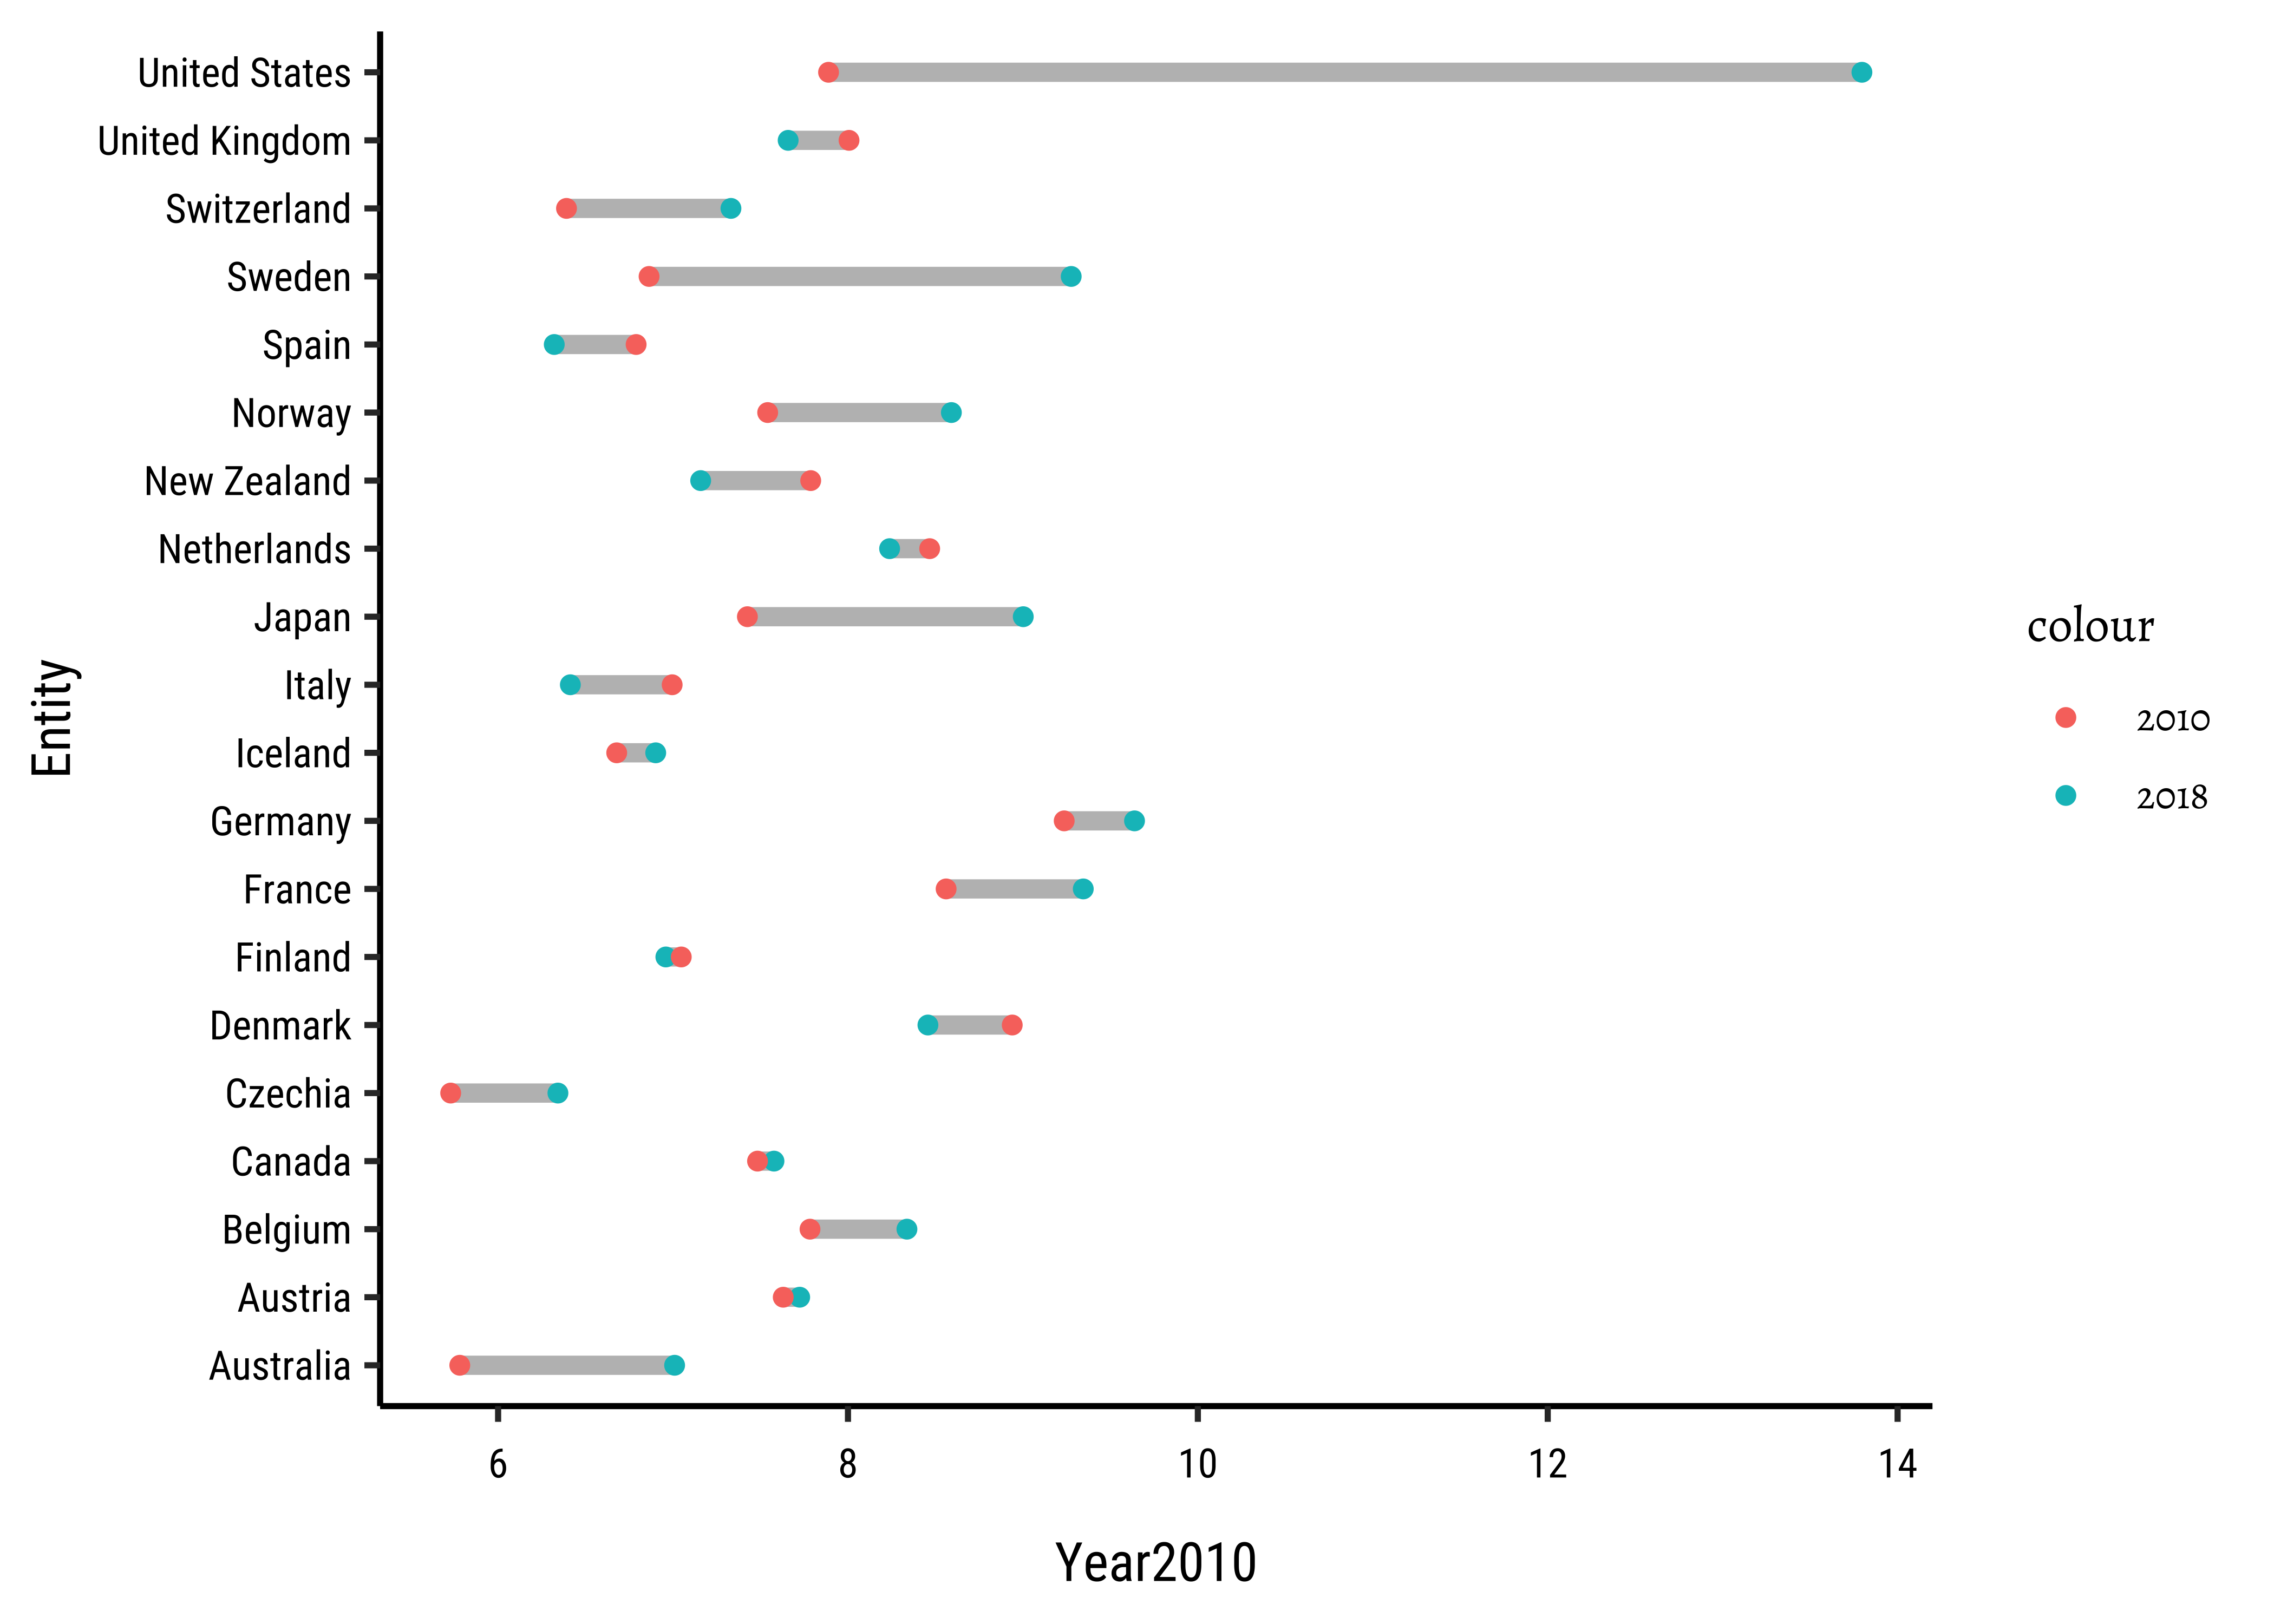 United States
United Kingdom
Switzerland
Sweden
Spain
Norway
New Zealand
Netherlands
Japan
Italy
Iceland
Germany
France
Finland
Denmark
Czechia
Canada
Belgium
Austria
Australia
Entity
6 8 10 12 14
Year2010
colour
2010
2018